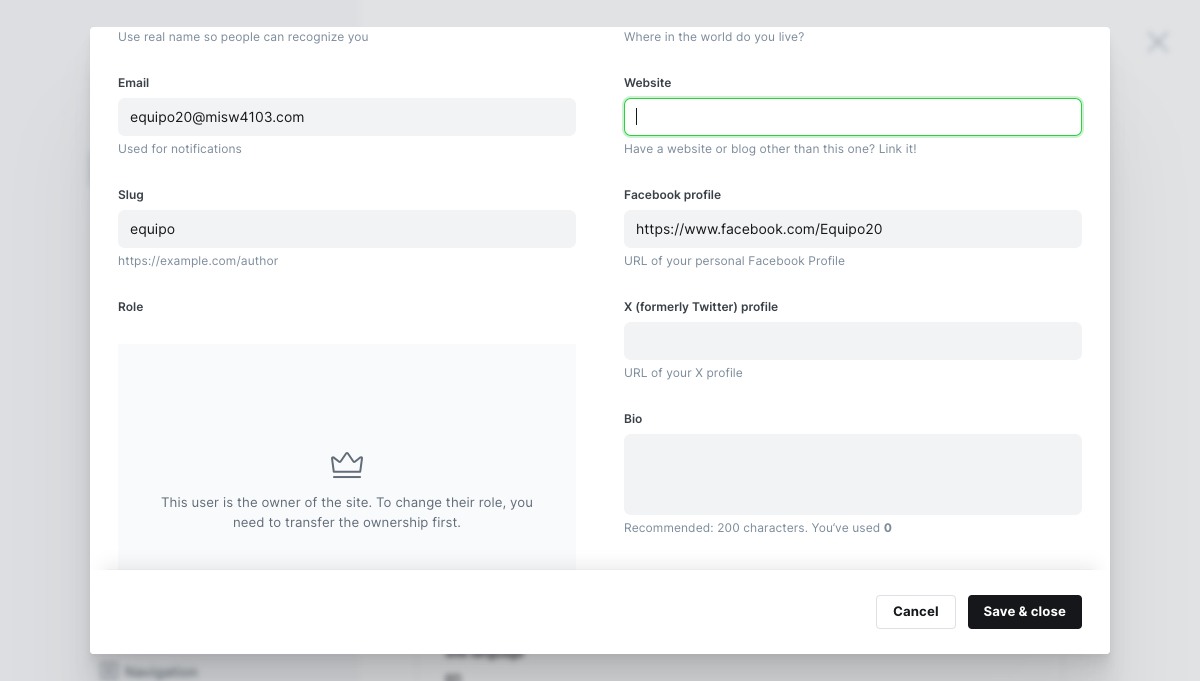 Use real name so people can recognize you
Where in the world do you live?
Email
equipo20@misw4103.com
Used for notifications
Website
Have a website or blog other than this one? Link it!
Slug
equipo
https://example.com/author
Facebook profile
https://www.facebook.com/Equipo20
URL of your personal Facebook Profile
Role
X (formerly Twitter) profile
URL of your X profile
This user is the owner of the site. To change their role, you
need to transfer the ownership first.
Bio
Recommended: 200 characters. You’ve used 0
Cancel
Save & close
Navigation